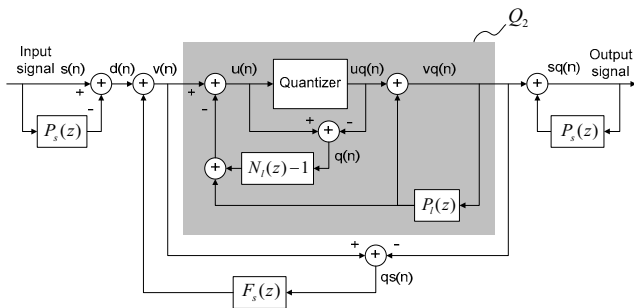 Q₂
Input signal
s(n)
d(n)
v(n)
u(n)
Quantizer
uq(n)
vq(n)
sq(n)
Output signal
+
+
+
+
+
+
-
-
+
-
+
Pₛ(z)
Pₛ(z)
+
q(n)
+
Nₗ(z)−1
Pₗ(z)
+
-
+
qs(n)
Fₛ(z)